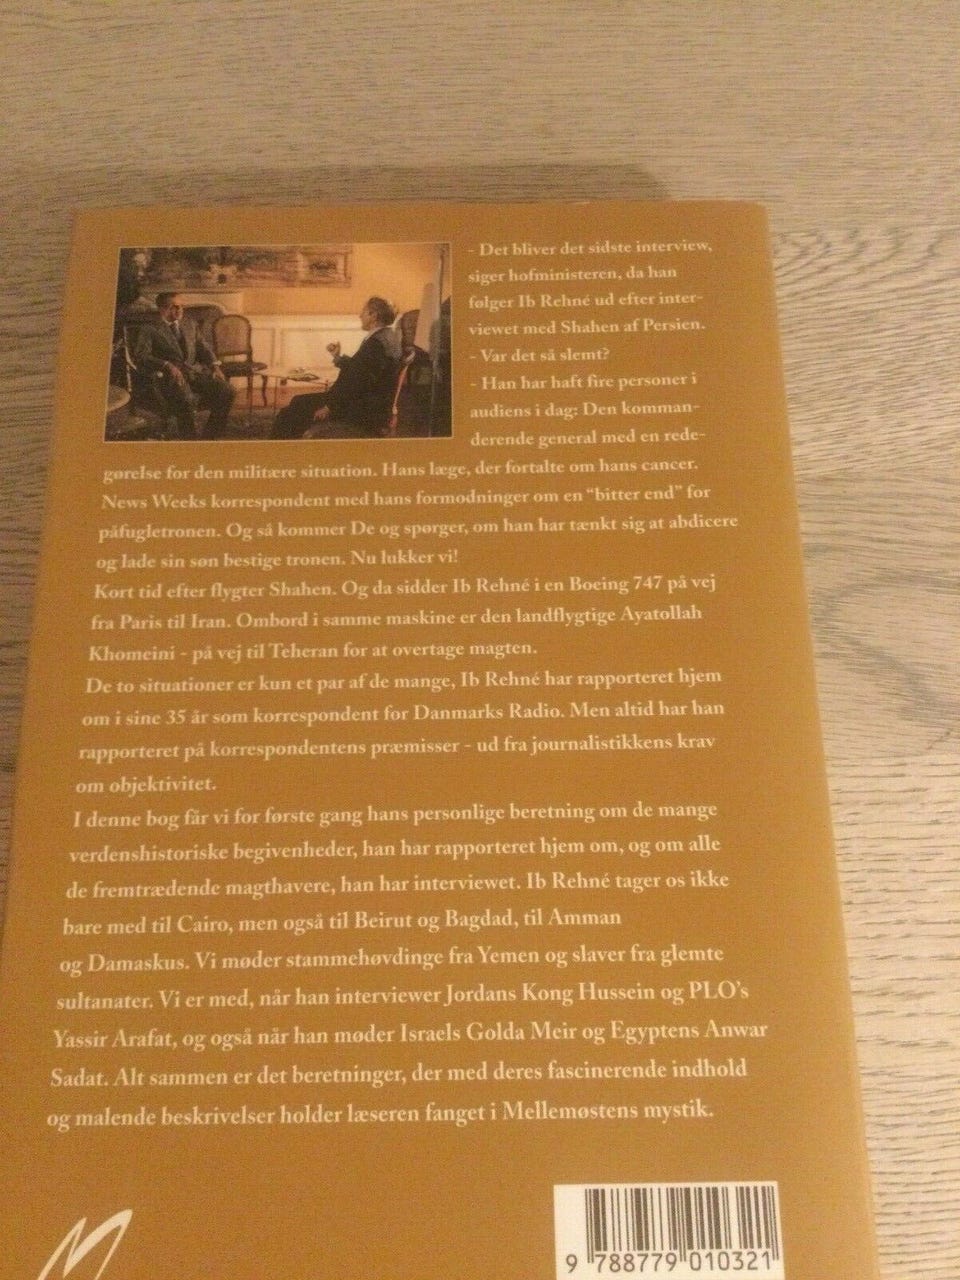 - Det bliver det sidste interview,
siger hofministeren, da han
følger Ib Rehné ud efter inter-
viewet med Shahen af Persien.
- Var det så slemt?
- Han har haft fire personer i
audiens i dag: Den komman-
derende general med en rede-
gørelse for den militære situation. Hans læge, der fortalte om hans cancer.
News Weeks korrespondent med hans formodninger om en “bitter end” for
påfugletronen. Og så kommer De og spørger, om han har tænkt sig at abdicere
og lade sin søn bestige tronen. Nu lukker vi!
Kort tid efter flygter Shahen. Og da sidder Ib Rehné i en Boeing 747 på vej
fra Paris til Iran. Ombord i samme maskine er den landflygtige Ayatollah
Khomeini - på vej til Teheran for at overtage magten.
De to situationer er kun et par af de mange, Ib Rehné har rapporteret hjem
om i sine 35 år som korrespondent for Danmarks Radio. Men altid har han
rapporteret på korrespondentens præmisser - ud fra journalistikkens krav
om objektivitet.
I denne bog får vi for første gang hans personlige beretning om de mange
verdenshistoriske begivenheder, han har rapporteret hjem om, og om alle
de fremtrædende magthavere, han har interviewet. Ib Rehné tager os ikke
bare med til Cairo, men også til Beirut og Bagdad, til Amman
og Damaskus. Vi møder stammehøvdinge fra Yemen og slaver fra glemte
sultanater. Vi er med, når han interviewer Jordans Kong Hussein og PLO’s
Yassir Arafat, og også når han møder Israels Golda Meir og Egyptens Anwar
Sadat. Alt sammen er det beretninger, der med deres fascinerende indhold
og malende beskrivelser holder læseren fanget i Mellemøstens mystik.
9 788779 010321